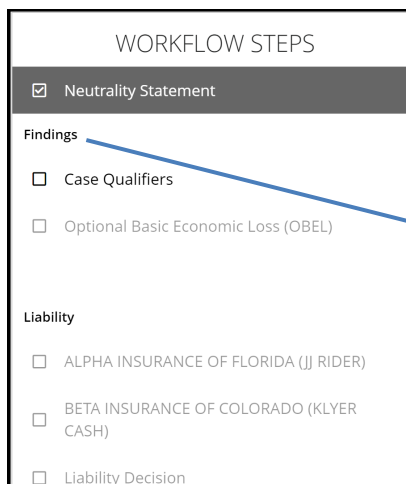 WORKFLOW STEPS
Neutrality Statement
Findings
Case Qualifiers
Optional Basic Economic Loss (OBEL)
Liability
ALPHA INSURANCE OF FLORIDA (JJ RIDER)
BETA INSURANCE OF COLORADO (KLYER
CASH)
Liability Decision